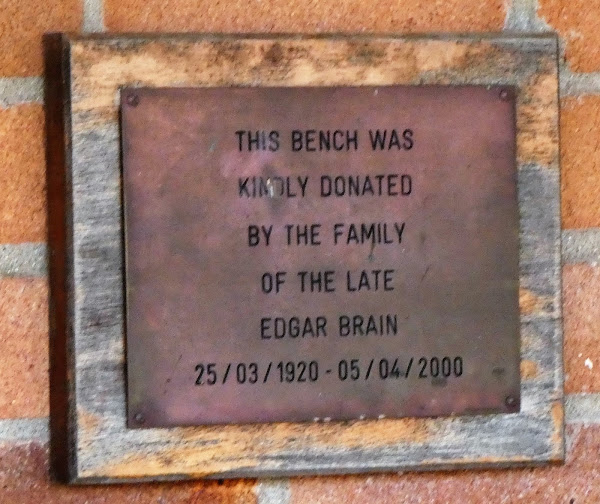 THIS BENCH WAS
KINDLY DONATED
BY THE FAMILY
OF THE LATE
EDGAR BRAIN
25/03/1920 - 05/04/2000